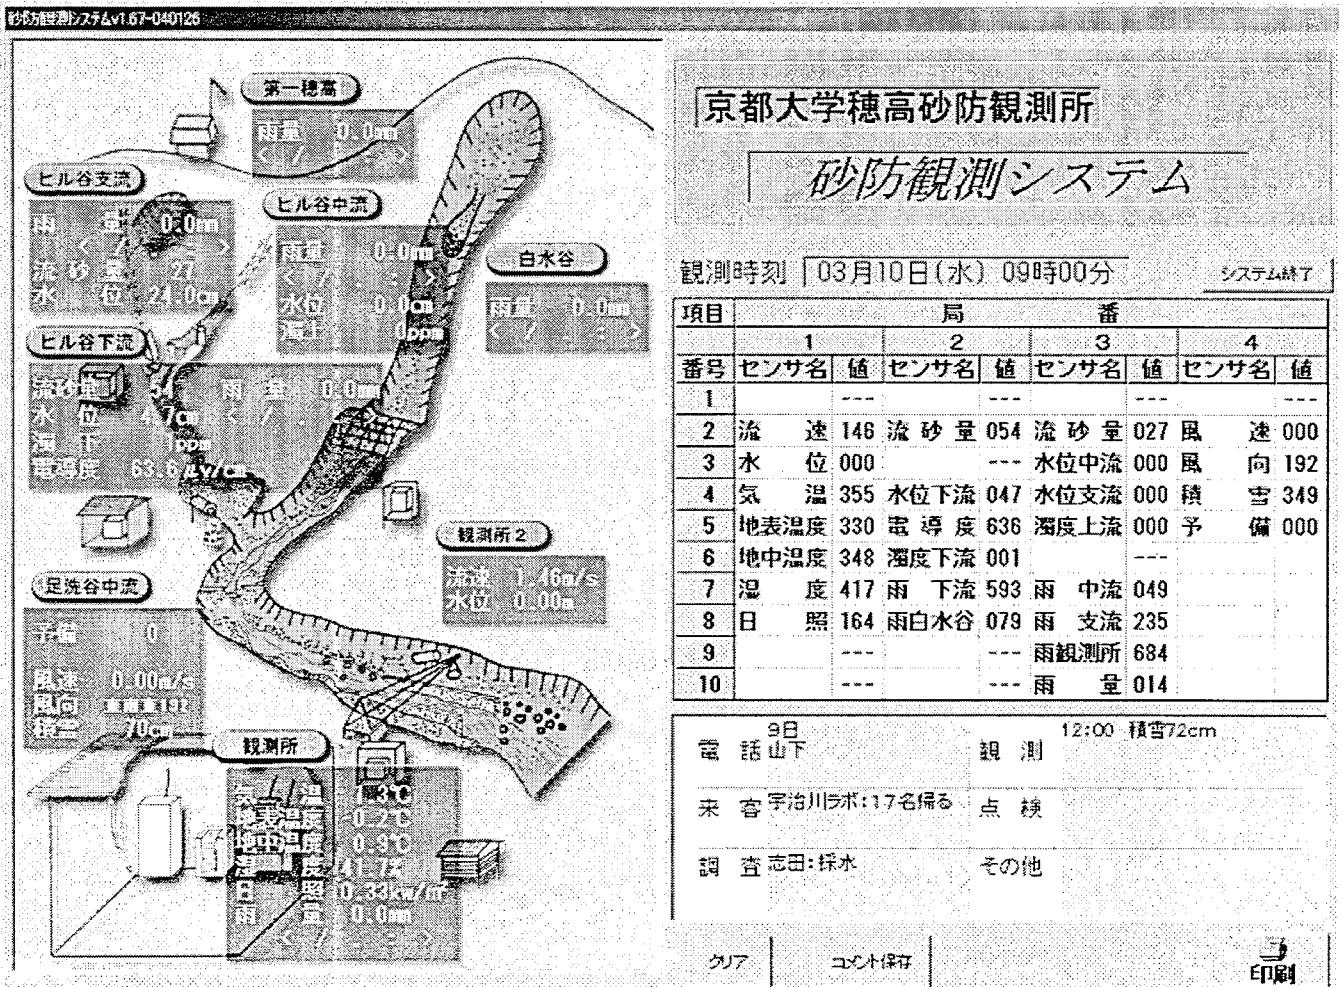 砂防観測システムv1.67-040126
第一穂高
雨量 0.0mm
< / . : >
ヒル谷支流
雨 量 0.0mm
< / . : >
流砂量 27
水 位 24.0cm
ヒル谷中流
雨量 0.0mm
< / . : >
水位 0.0cm
濁土 0ppm
白水谷
雨量 0.0mm
< / . : >
ヒル谷下流
流砂量 54 雨 量 0.0mm
水 位 4.7cm < / . : >
濁 下 1ppm
電導度 63.6μv/cm
観測所2
流速 1.46m/s
水位 0.00m
足洗谷中流
予備 0
風速 0.00m/s
風向
積雪 70cm
観測所
気 温 ℃
地表温度 -0.2℃
地中温度 0.9℃
湿 度 41.7%
日 照 0.33kw/㎡
雨 量 0.0mm
< / . : >
京都大学穂高砂防観測所
砂防観測システム
観測時刻 03月10日(水) 09時00分 システム終了
項目 局 番
1 2 3 4
番号 センサ名 値 センサ名 値 センサ名 値 センサ名 値
1 --- --- --- ---
2 流 速 146 流 砂 量 054 流 砂 量 027 風 速 000
3 水 位 000 --- 水位中流 000 風 向 192
4 気 温 355 水位下流 047 水位支流 000 積 雪 349
5 地表温度 330 電 導 度 636 濁度上流 000 予 備 000
6 地中温度 348 濁度下流 001 ---
7 湿 度 417 雨 下流 593 雨 中流 049
8 日 照 164 雨白水谷 079 雨 支流 235
9 --- --- 雨観測所 684
10 --- --- 雨 量 014
9日 12:00 積雪72cm
電 話 山下 観 測
来 客 宇治川ラボ:17名帰る 点 検
調 査 志田:採水 その他
クリア コメント保存 印刷